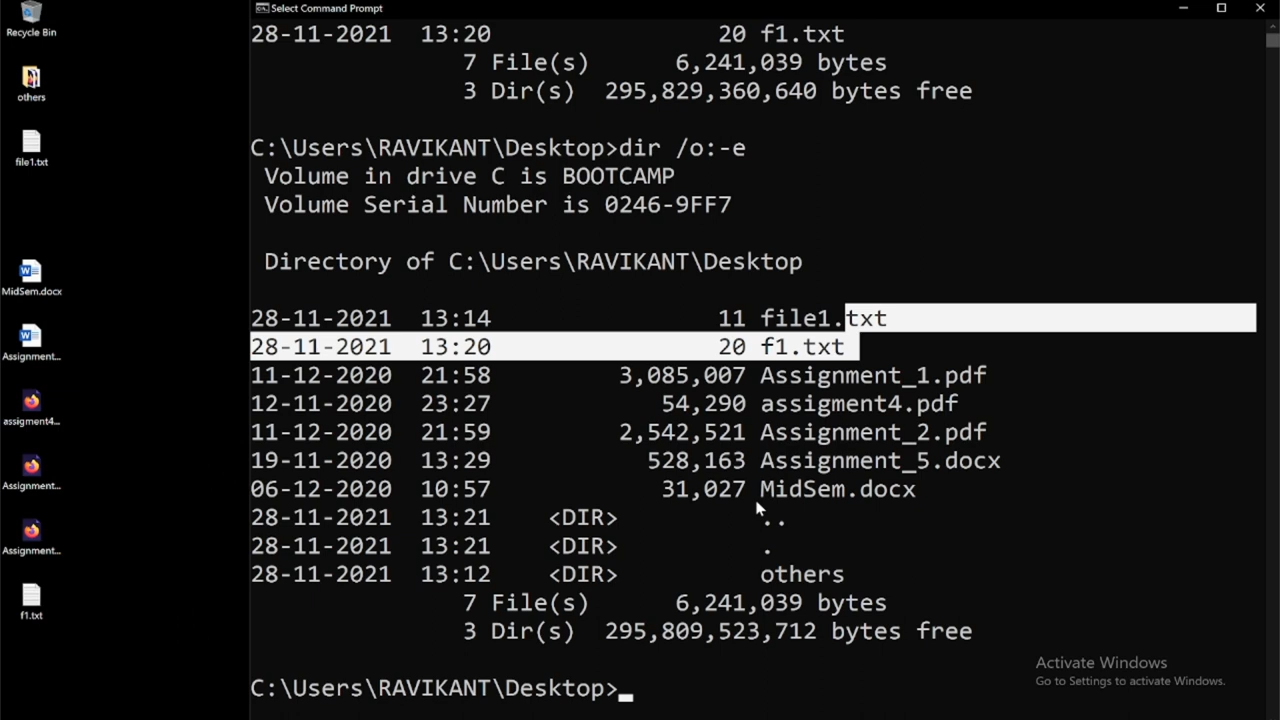 Recycle Bin
others
file1.txt
MidSem.docx
Assignment...
assigment4...
Assignment...
Assignment...
f1.txt
Select Command Prompt
28-11-2021  13:20                20 f1.txt
               7 File(s)      6,241,039 bytes
               3 Dir(s)  295,829,360,640 bytes free
C:\Users\RAVIKANT\Desktop>dir /o:-e
 Volume in drive C is BOOTCAMP
 Volume Serial Number is 0246-9FF7
 Directory of C:\Users\RAVIKANT\Desktop
28-11-2021  13:14                11 file1.txt
28-11-2021  13:20                20 f1.txt
11-12-2020  21:58         3,085,007 Assignment_1.pdf
12-11-2020  23:27            54,290 assigment4.pdf
11-12-2020  21:59         2,542,521 Assignment_2.pdf
19-11-2020  13:29           528,163 Assignment_5.docx
06-12-2020  10:57            31,027 MidSem.docx
28-11-2021  13:21    <DIR>          ..
28-11-2021  13:21    <DIR>          .
28-11-2021  13:12    <DIR>          others
               7 File(s)      6,241,039 bytes
               3 Dir(s)  295,809,523,712 bytes free
C:\Users\RAVIKANT\Desktop>
Activate Windows
Go to Settings to activate Windows.